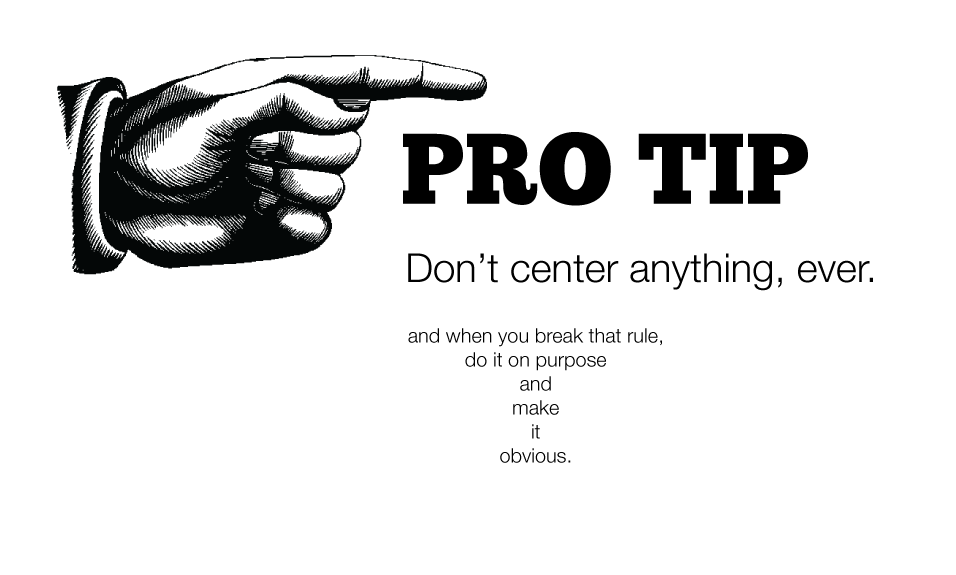 PRO TIP
Don’t center anything, ever.
and when you break that rule,
do it on purpose
and
make
it
obvious.